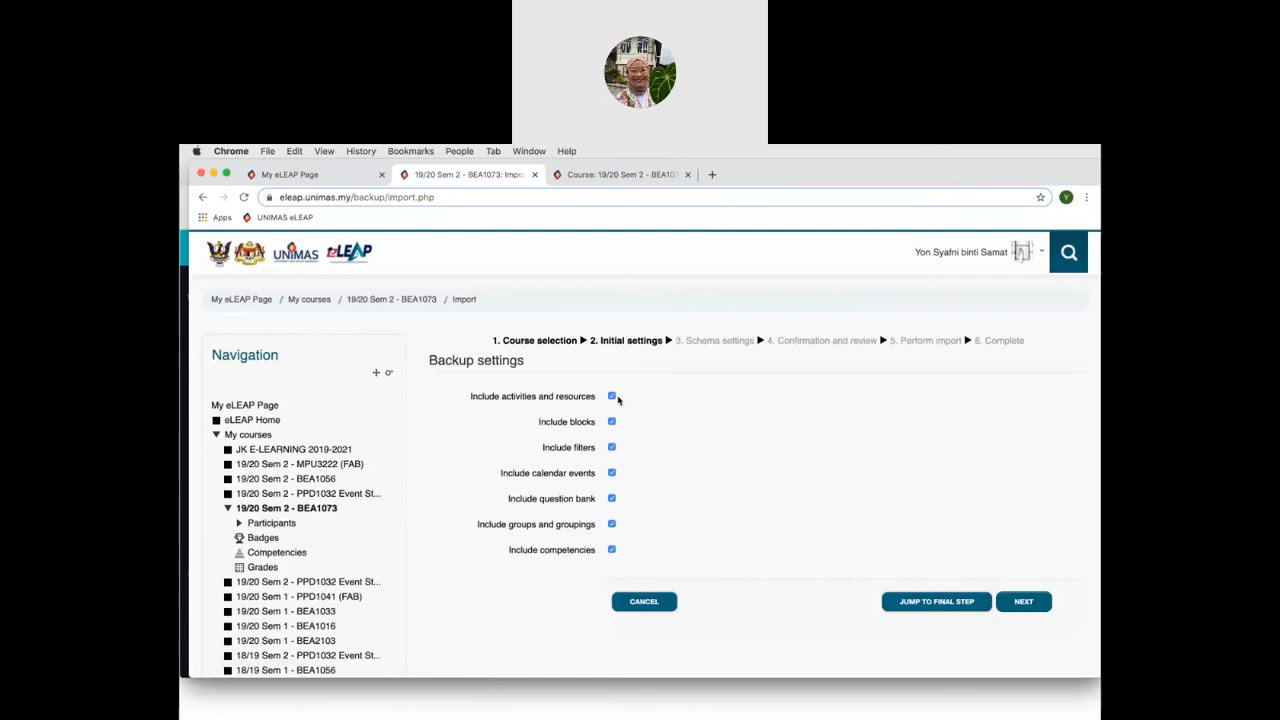 Chrome File Edit View History Bookmarks People Tab Window Help
My eLEAP Page
19/20 Sem 2 - BEA1073: Impo
Course: 19/20 Sem 2 - BEA107
eleap.unimas.my/backup/import.php
Y
Apps UNIMAS eLEAP
UNIMAS eLEAP
Yon Syafni binti Samat
My eLEAP Page / My courses / 19/20 Sem 2 - BEA1073 / Import
Navigation
1. Course selection ▶ 2. Initial settings ▶ 3. Schema settings ▶ 4. Confirmation and review ▶ 5. Perform import ▶ 6. Complete
Backup settings
Include activities and resources
Include blocks
Include filters
Include calendar events
Include question bank
Include groups and groupings
Include competencies
CANCEL
JUMP TO FINAL STEP
NEXT
My eLEAP Page
eLEAP Home
My courses
JK E-LEARNING 2019-2021
19/20 Sem 2 - MPU3222 (FAB)
19/20 Sem 2 - BEA1056
19/20 Sem 2 - PPD1032 Event St...
19/20 Sem 2 - BEA1073
Participants
Badges
Competencies
Grades
19/20 Sem 2 - PPD1032 Event St...
19/20 Sem 1 - PPD1041 (FAB)
19/20 Sem 1 - BEA1033
19/20 Sem 1 - BEA1016
19/20 Sem 1 - BEA2103
18/19 Sem 2 - PPD1032 Event St...
18/19 Sem 1 - BEA1056